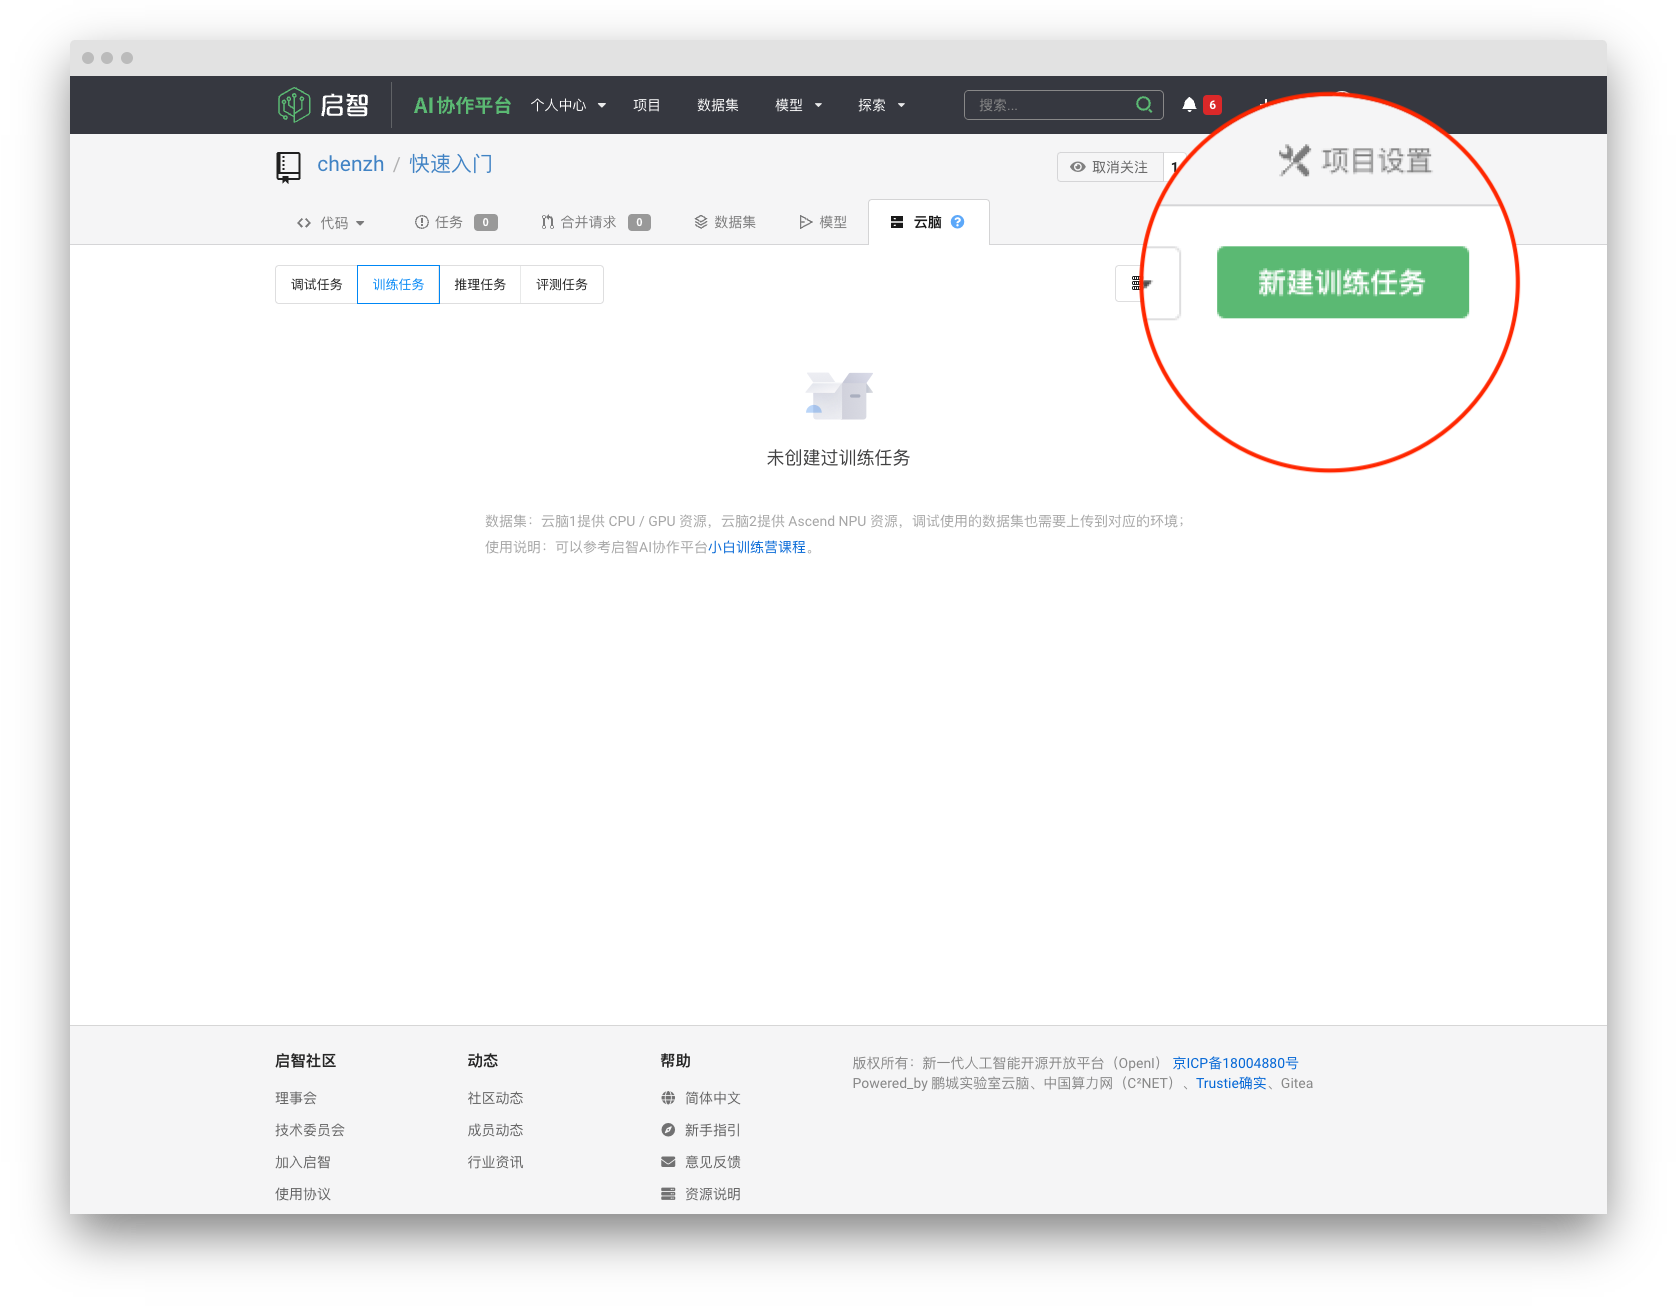 启智 AI协作平台 个人中心 项目 数据集 模型 探索 搜索... 6
chenzh / 快速入门 取消关注 1
项目设置
代码 任务 0 合并请求 0 数据集 模型 云脑 ?
调试任务 训练任务 推理任务 评测任务 新建训练任务
未创建过训练任务
数据集：云脑1提供 CPU / GPU 资源，云脑2提供 Ascend NPU 资源，调试使用的数据集也需要上传到对应的环境；
使用说明：可以参考启智AI协作平台小白训练营课程。
启智社区
理事会
技术委员会
加入启智
使用协议
动态
社区动态
成员动态
行业资讯
帮助
简体中文
新手指引
意见反馈
资源说明
版权所有：新一代人工智能开源开放平台（OpenI） 京ICP备18004880号
Powered_by 鹏城实验室云脑、中国算力网（C²NET）、Trustie确实、Gitea